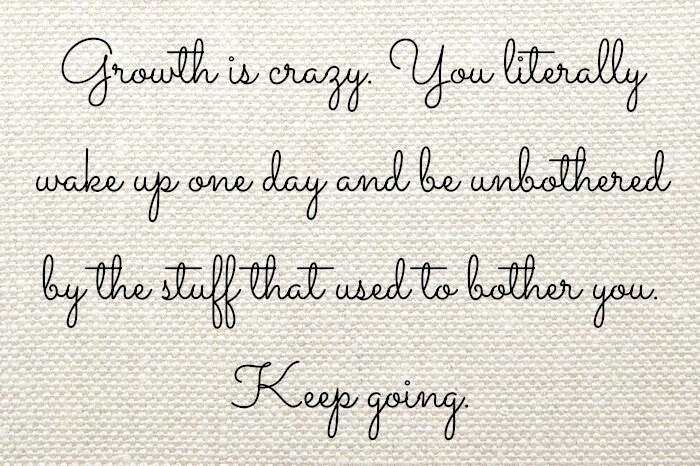 Growth is crazy. You literally
wake up one day and be unbothered
by the stuff that used to bother you.
Keep going.